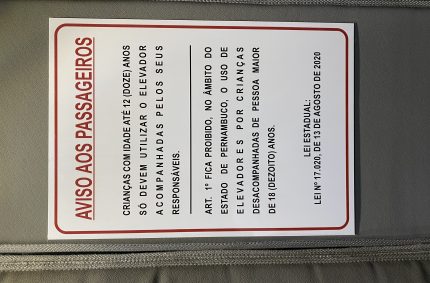 AVISO AOS PASSAGEIROS
CRIANÇAS COM IDADE ATÉ 12 (DOZE) ANOS
SÓ DEVEM UTILIZAR O ELEVADOR
ACOMPANHADAS PELOS SEUS
RESPONSÁVEIS.
ART. 1º FICA PROIBIDO, NO ÂMBITO DO
ESTADO DE PERNAMBUCO, O USO DE
ELEVADORES POR CRIANÇAS
DESACOMPANHADAS DE PESSOA MAIOR
DE 18 (DEZOITO) ANOS.
LEI ESTADUAL:
LEI Nº 17.020, DE 13 DE AGOSTO DE 2020